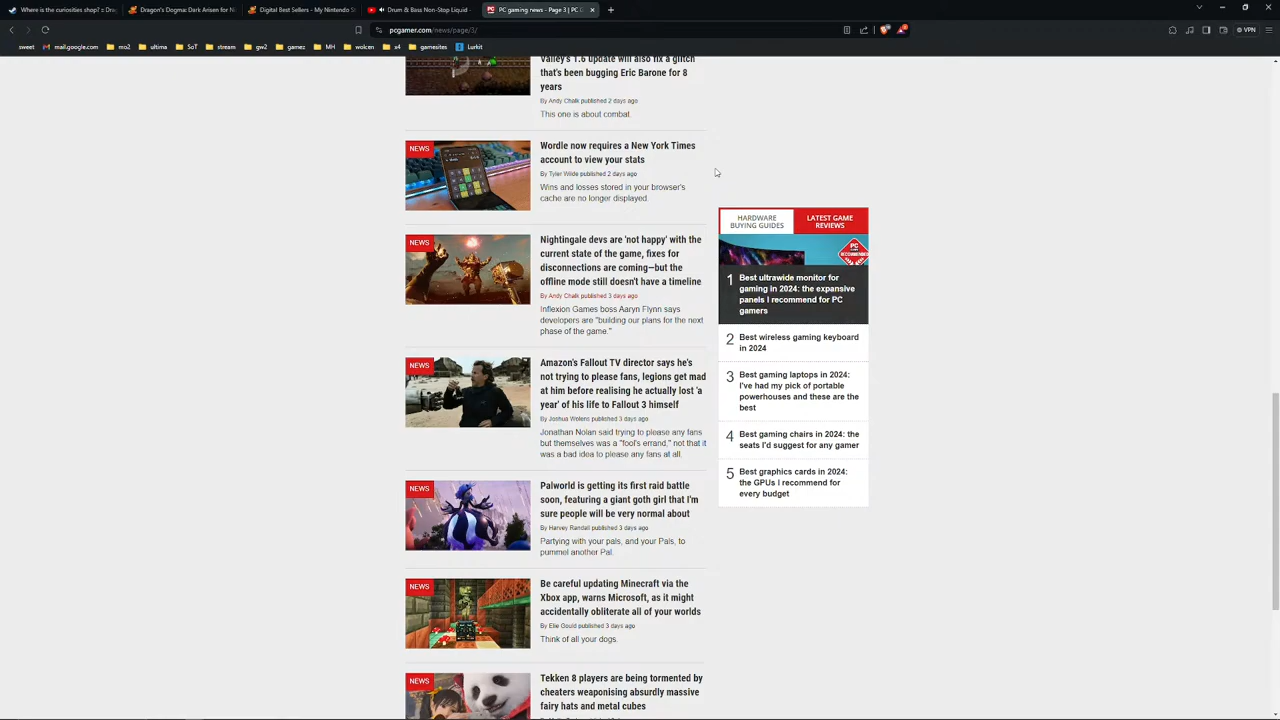 Where is the curiosities shop? :: Drag
Dragon's Dogma: Dark Arisen for Ni
Digital Best Sellers - My Nintendo St
Drum & Bass Non-Stop Liquid -
PC gaming news - Page 3 | PC G
pcgamer.com/news/page/3/
VPN
sweet
mail.google.com
mo2
ultima
SoT
stream
gw2
gamez
MH
wolcen
x4
gamesites
Lurkit
Valley's 1.6 update will also fix a glitch
that's been bugging Eric Barone for 8
years
By Andy Chalk published 2 days ago
This one is about combat.
NEWS
Wordle now requires a New York Times
account to view your stats
By Tyler Wilde published 2 days ago
Wins and losses stored in your browser's
cache are no longer displayed.
NEWS
Nightingale devs are 'not happy' with the
current state of the game, fixes for
disconnections are coming—but the
offline mode still doesn't have a timeline
By Andy Chalk published 3 days ago
Inflexion Games boss Aaryn Flynn says
developers are "building our plans for the next
phase of the game."
NEWS
Amazon's Fallout TV director says he's
not trying to please fans, legions get mad
at him before realising he actually lost 'a
year' of his life to Fallout 3 himself
By Joshua Wolens published 3 days ago
Jonathan Nolan said trying to please any fans
but themselves was a "fool's errand," not that it
was a bad idea to please any fans at all.
NEWS
Palworld is getting its first raid battle
soon, featuring a giant goth girl that I'm
sure people will be very normal about
By Harvey Randall published 3 days ago
Partying with your pals, and your Pals, to
pummel another Pal.
NEWS
Be careful updating Minecraft via the
Xbox app, warns Microsoft, as it might
accidentally obliterate all of your worlds
By Elie Gould published 3 days ago
Think of all your dogs.
NEWS
Tekken 8 players are being tormented by
cheaters weaponising absurdly massive
fairy hats and metal cubes
HARDWARE
BUYING GUIDES
LATEST GAME
REVIEWS
PC
1 Best ultrawide monitor for
gaming in 2024: the expansive
panels I recommend for PC
gamers
2 Best wireless gaming keyboard
in 2024
3 Best gaming laptops in 2024:
I've had my pick of portable
powerhouses and these are the
best
4 Best gaming chairs in 2024: the
seats I'd suggest for any gamer
5 Best graphics cards in 2024:
the GPUs I recommend for
every budget